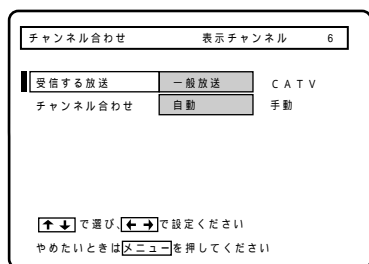 チャンネル合わせ 表示チャンネル 6
受信する放送 一般放送 CATV
チャンネル合わせ 自動 手動
↑↓で選び、←→で設定ください
やめたいときはメニューを押してください